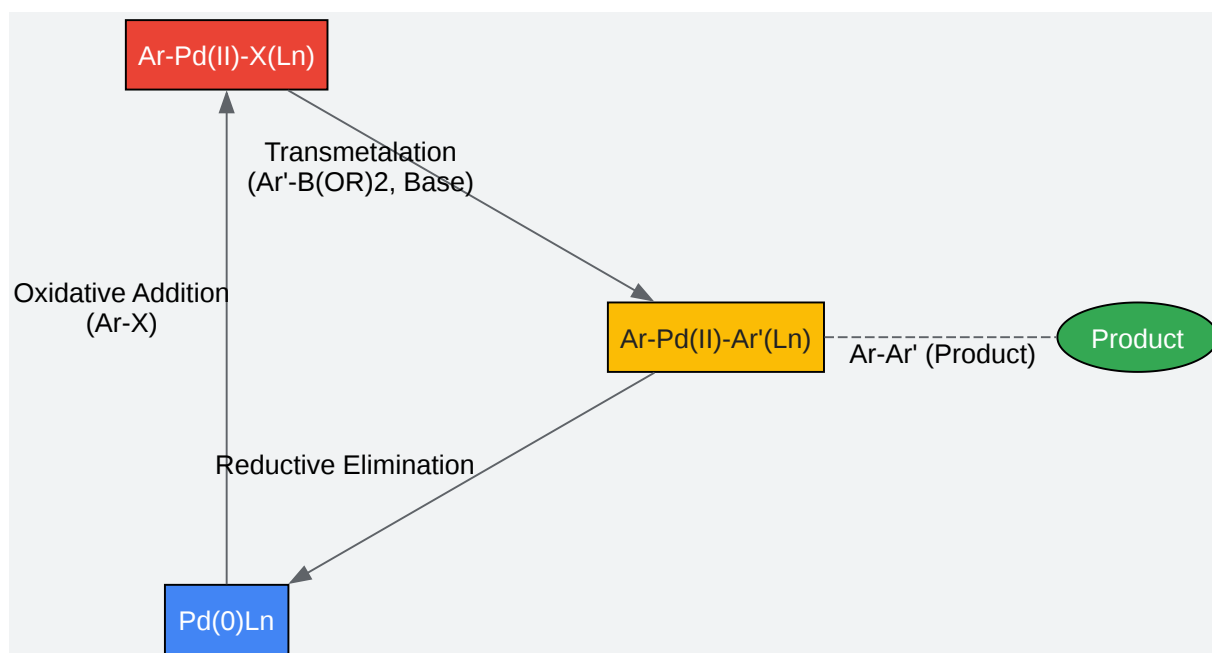 Ar-Pd(II)-X(Ln)
Transmetalation
(Ar'-B(OR)2, Base)
Oxidative Addition
(Ar-X)
Ar-Pd(II)-Ar'(Ln)
Ar-Ar' (Product)
Product
Reductive Elimination
Pd(0)Ln